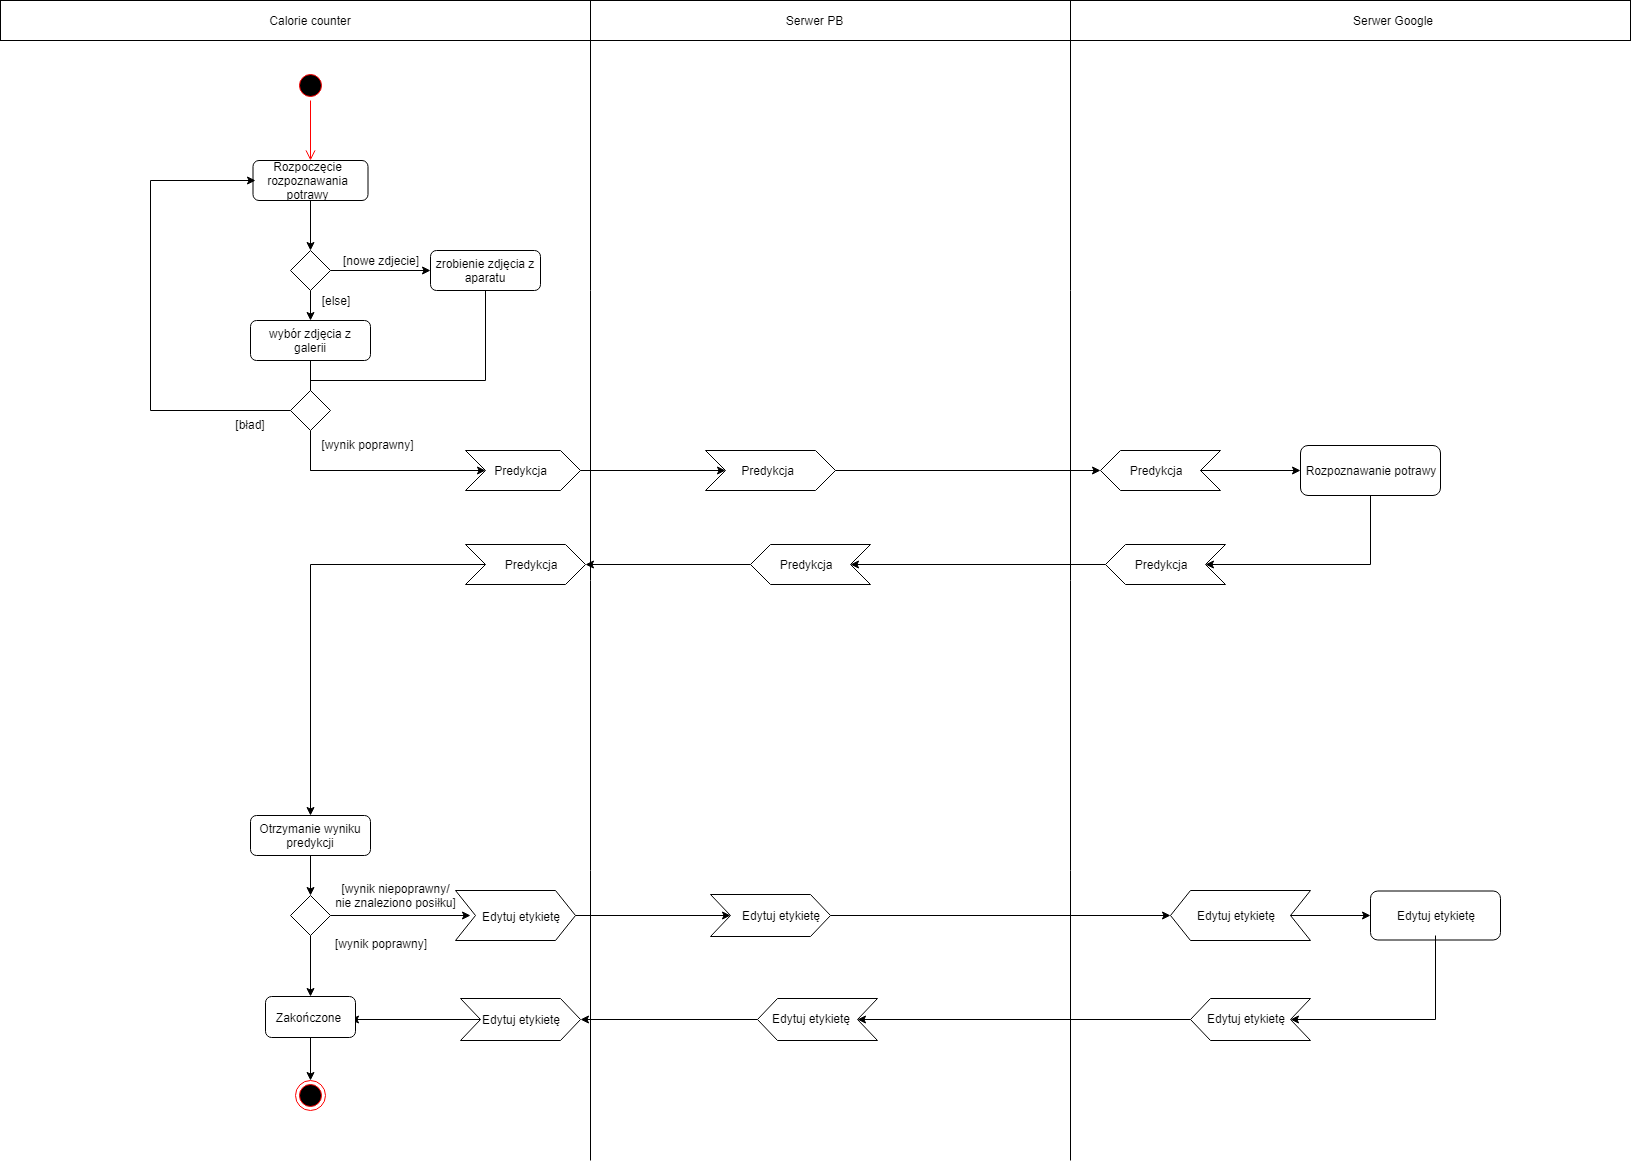 Calorie counter
Serwer PB
Serwer Google
Rozpoczęcie
rozpoznawania
potrawy
[nowe zdjecie]
zrobienie zdjęcia z
aparatu
[else]
wybór zdjęcia z
galerii
[bład]
[wynik poprawny]
Predykcja
Predykcja
Predykcja
Rozpoznawanie potrawy
Predykcja
Predykcja
Predykcja
Otrzymanie wyniku
predykcji
[wynik niepoprawny/
nie znaleziono posiłku]
Edytuj etykietę
Edytuj etykietę
Edytuj etykietę
Edytuj etykietę
[wynik poprawny]
Zakończone
Edytuj etykietę
Edytuj etykietę
Edytuj etykietę